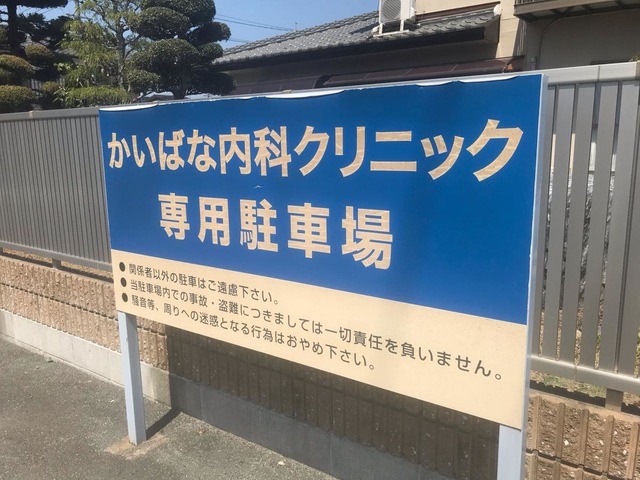 かいばな内科クリニック
専用駐車場
● 関係者以外の駐車はご遠慮下さい。
● 当駐車場内での事故・盗難につきましては一切責任を負いません。
● 騒音等、周りへの迷惑となる行為はおやめ下さい。